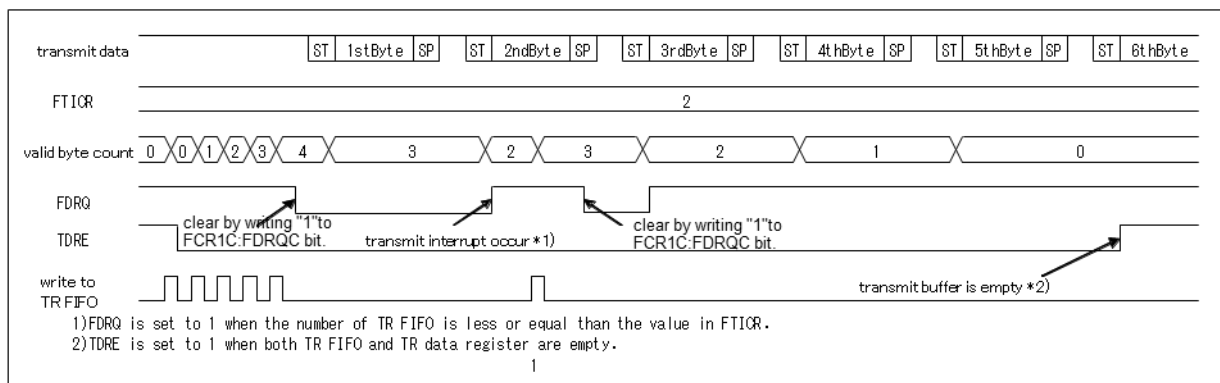 transmit data ST 1stByte SP ST 2ndByte SP ST 3rdByte SP ST 4thByte SP ST 5thByte SP ST 6thByte
FTICR 2
valid byte count 0 0 1 2 3 4 3 2 3 2 1 0
FDRQ
clear by writing "1"to
FCR1C:FDRQC bit.
transmit interrupt occur *1)
clear by writing "1"to
FCR1C:FDRQC bit.
TDRE
transmit buffer is empty *2)
write to
TR FIFO
1)FDRQ is set to 1 when the number of TR FIFO is less or equal than the value in FTICR.
2)TDRE is set to 1 when both TR FIFO and TR data register are empty.
1